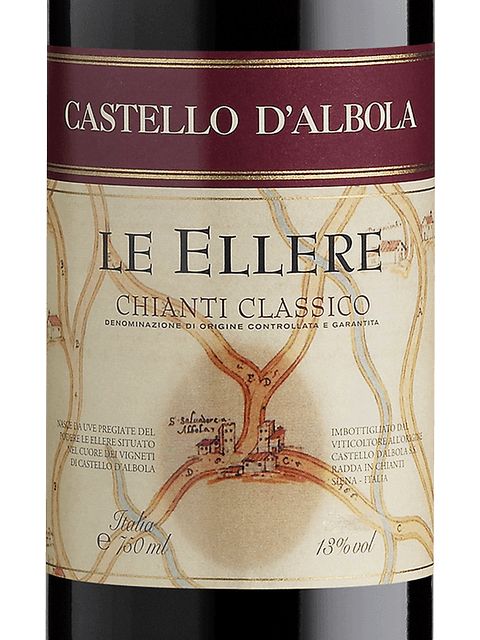 CASTELLO D'ALBOLA
LE ELLERE
CHIANTI CLASSICO
DENOMINAZIONE DI ORIGINE CONTROLLATA E GARANTITA
S. Salvadore a
Albola
NASCE DA UVE PREGIATE DEL
PODERE LE ELLERE SITUATO
NEL CUORE DEI VIGNETI
DI CASTELLO D'ALBOLA
IMBOTTIGLIATO DAL
VITICOLTORE ALL'ORIGINE
CASTELLO D'ALBOLA S.S.
RADDA IN CHIANTI
SIENA - ITALIA
Italia
e 750 ml
13% vol